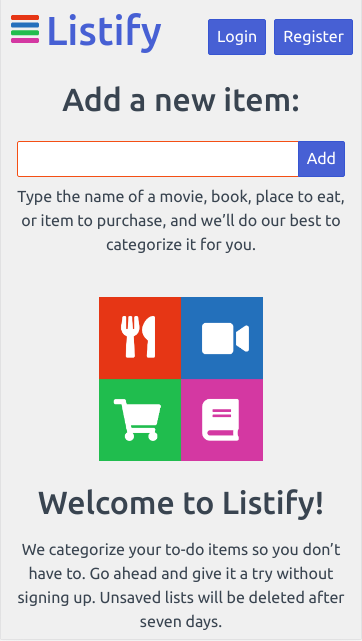 Listify
Login
Register
Add a new item:
Add
Type the name of a movie, book, place to eat,
or item to purchase, and we’ll do our best to
categorize it for you.
Welcome to Listify!
We categorize your to-do items so you don’t
have to. Go ahead and give it a try without
signing up. Unsaved lists will be deleted after
seven days.